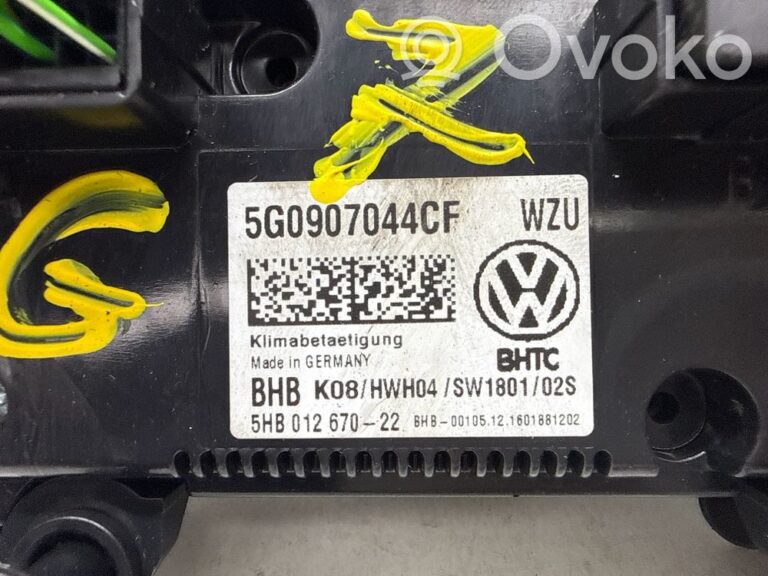 Ovoko
G
5G0907044CF WZU
Klimabetaetigung
Made in GERMANY
BHTC
BHB K08/HWH04/SW1801/02S
5HB 012 670-22 BHB-00105.12.1601881202